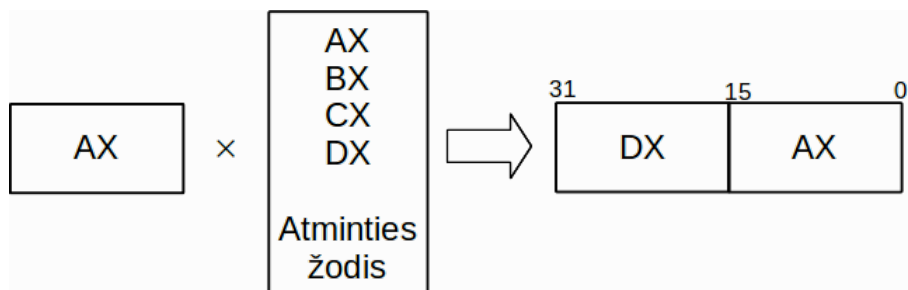 AX
×
AX
BX
CX
DX
Atminties
žodis
31 15 0
DX AX